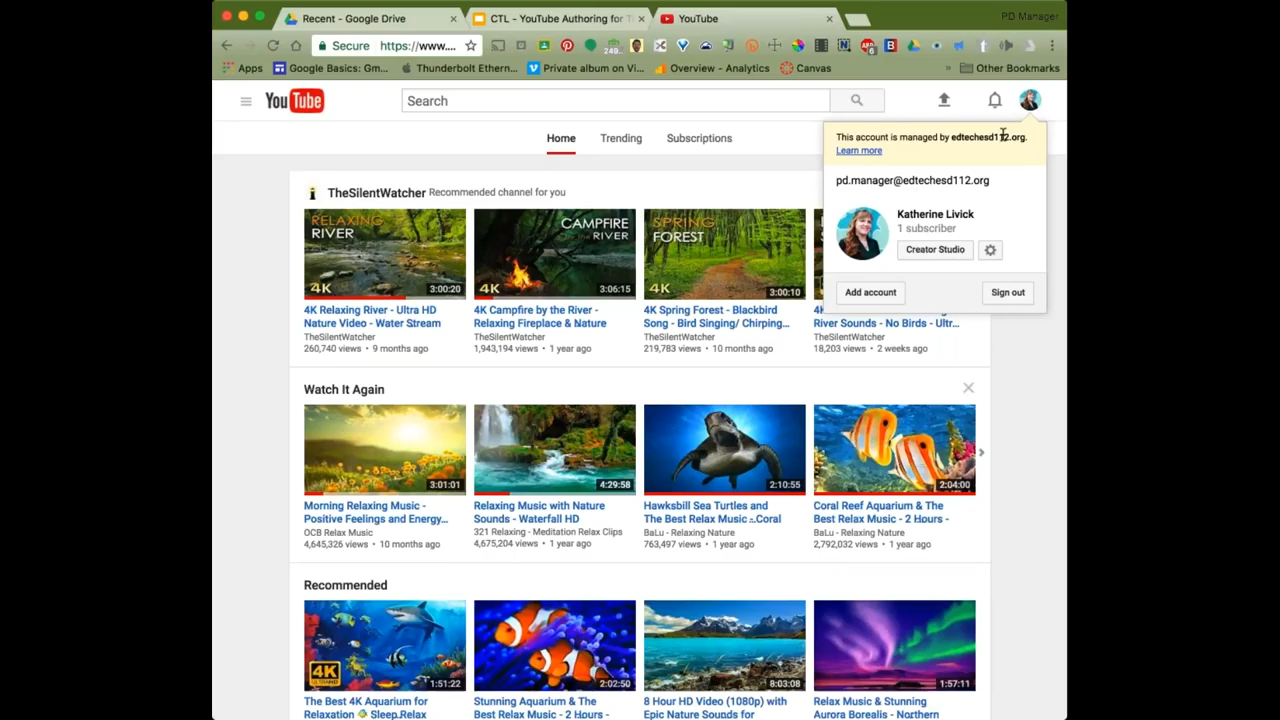 PD Manager
Recent - Google Drive
CTL - YouTube Authoring for T
YouTube
Secure https://www....
Apps
Google Basics: Gm...
Thunderbolt Ethern...
Private album on Vi...
Overview - Analytics
Canvas
» Other Bookmarks
YouTube
Search
Home
Trending
Subscriptions
This account is managed by edtechesd112.org.
Learn more
pd.manager@edtechesd112.org
Katherine Livick
1 subscriber
Creator Studio
Add account
Sign out
TheSilentWatcher Recommended channel for you
RELAXING
RIVER
4K
3:00:20
CAMPFIRE
BY THE RIVER
3:06:15
SPRING
FOREST
4K
3:00:10
4K Relaxing River - Ultra HD
Nature Video - Water Stream
TheSilentWatcher
260,740 views • 9 months ago
4K Campfire by the River -
Relaxing Fireplace & Nature
TheSilentWatcher
1,943,194 views • 1 year ago
4K Spring Forest - Blackbird
Song - Bird Singing/ Chirping...
TheSilentWatcher
219,783 views • 10 months ago
River Sounds - No Birds - Ultr...
TheSilentWatcher
18,203 views • 2 weeks ago
Watch It Again
3:01:01
4:29:58
2:10:55
2:04:00
Morning Relaxing Music -
Positive Feelings and Energy...
OCB Relax Music
4,645,326 views • 10 months ago
Relaxing Music with Nature
Sounds - Waterfall HD
321 Relaxing - Meditation Relax Clips
4,675,204 views • 1 year ago
Hawksbill Sea Turtles and
The Best Relax Music ... Coral
BaLu - Relaxing Nature
763,497 views • 1 year ago
Coral Reef Aquarium & The
Best Relax Music - 2 Hours -
BaLu - Relaxing Nature
2,792,032 views • 1 year ago
Recommended
4K
1:51:22
2:02:50
8:03:08
1:57:11
The Best 4K Aquarium for
Relaxation Sleep Relax
Stunning Aquarium & The
Best Relax Music - 2 Hours -
8 Hour HD Video (1080p) with
Epic Nature Sounds for
Relax Music & Stunning
Aurora Borealis - Northern